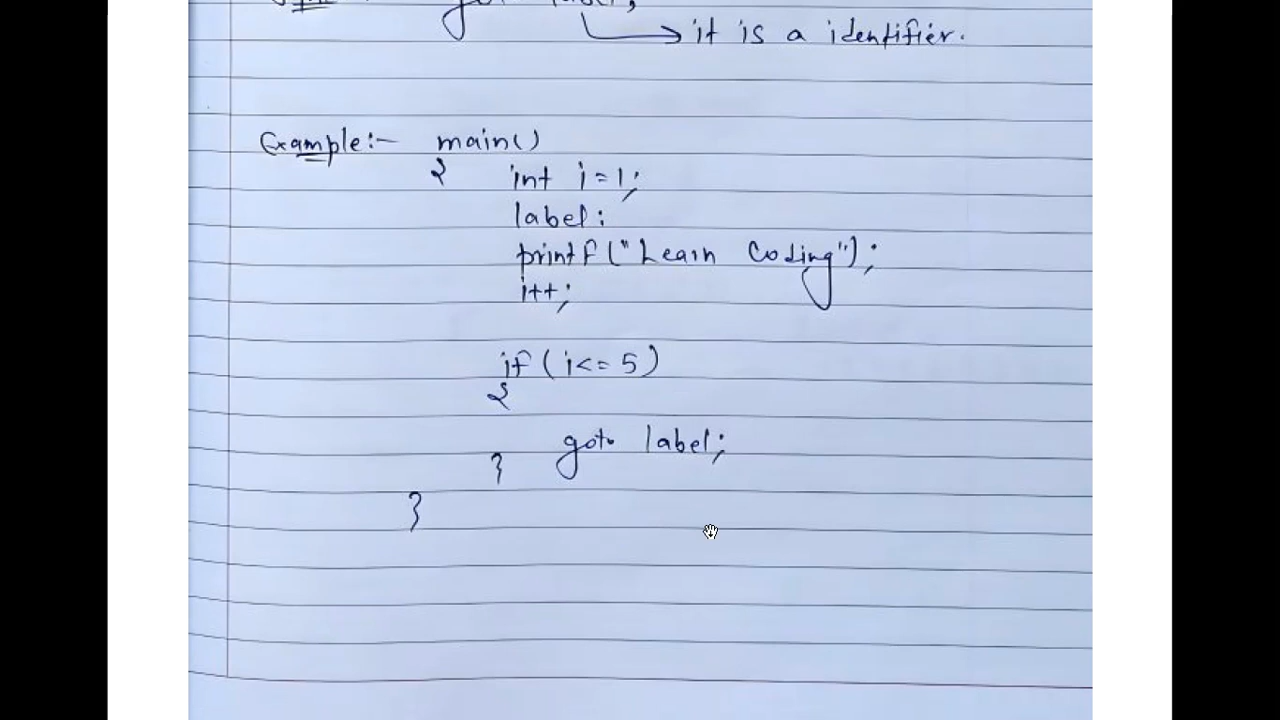 it is a identifier.
Example:- main()
{ int i=1;
label:
printf("Learn Coding");
i++;
if (i<= 5)
{
goto label;
}
}